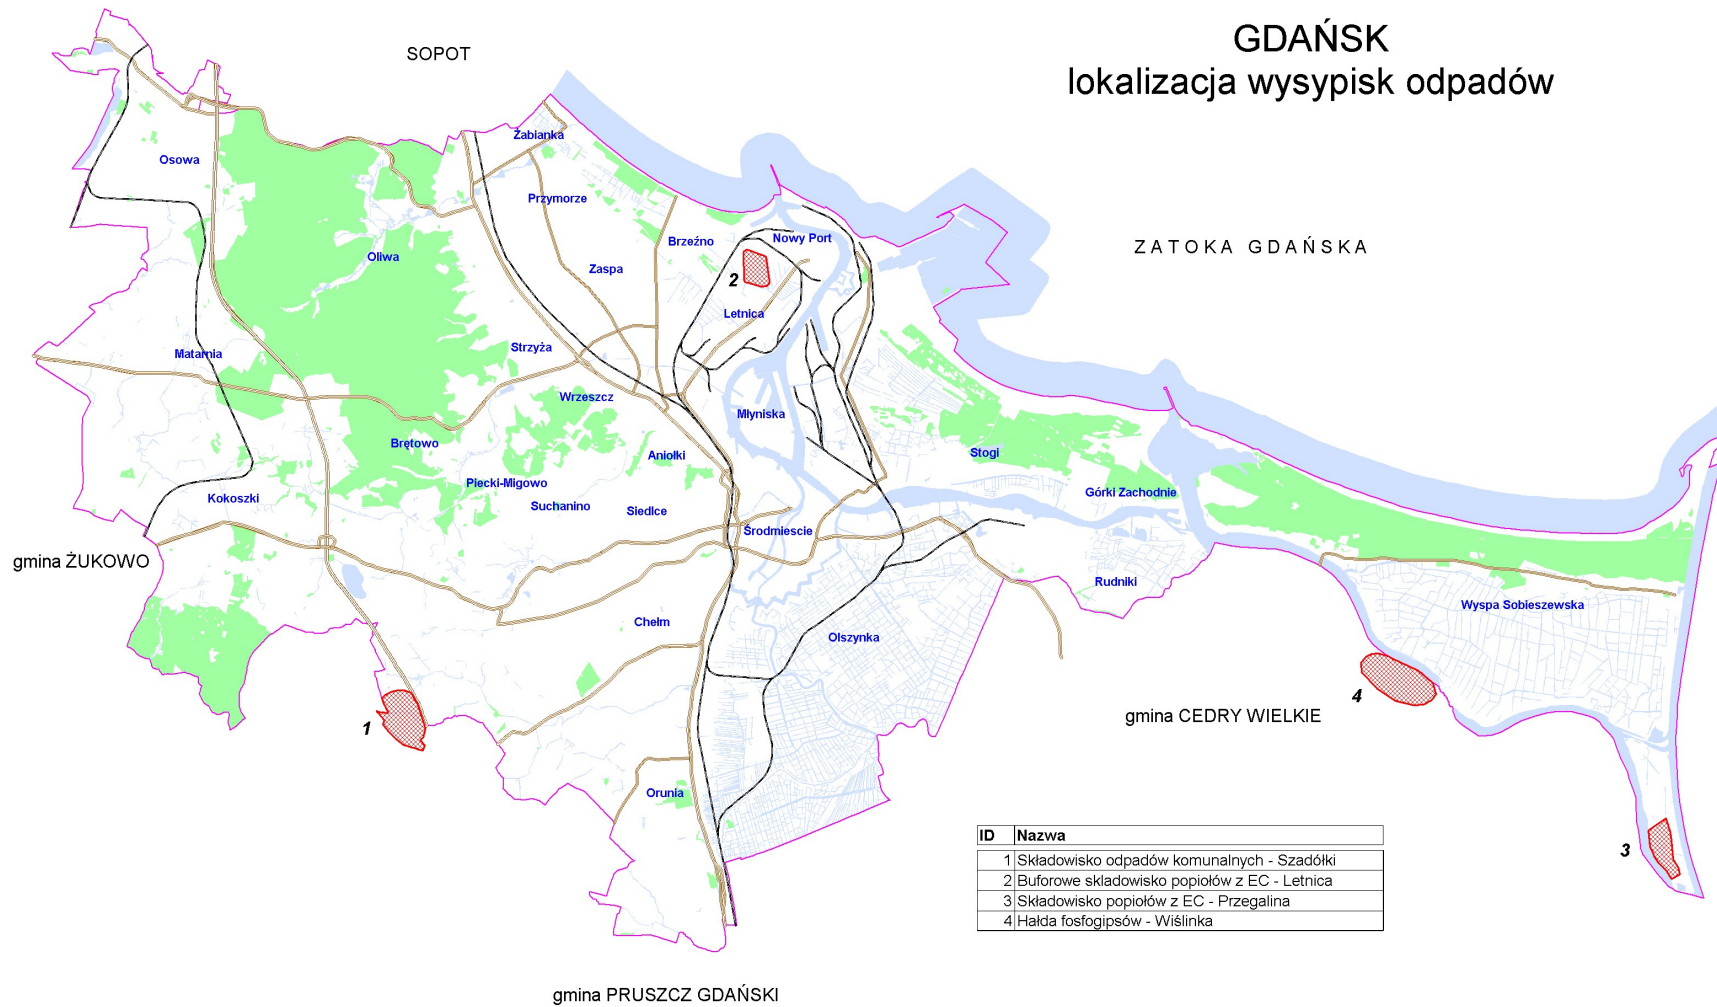 GDAŃSK
lokalizacja wysypisk odpadów
SOPOT
Żabianka
Osowa
Przymorze
Brzeźno
Nowy Port
ZATOKA GDAŃSKA
Oliwa
Zaspa
2
Letnica
Strzyża
Matarnia
Wrzeszcz
Młyniska
Brętowo
Aniołki
Stogi
Piecki-Migowo
Górki Zachodnie
Kokoszki
Suchanino
Siedlce
Środmiescie
gmina ŻUKOWO
Rudniki
Wyspa Sobieszewska
Chełm
Olszynka
4
gmina CEDRY WIELKIE
1
Orunia
3
ID Nazwa
1 Składowisko odpadów komunalnych - Szadółki
2 Buforowe skladowisko popiołów z EC - Letnica
3 Składowisko popiołów z EC - Przegalina
4 Hałda fosfogipsów - Wiślinka
gmina PRUSZCZ GDAŃSKI